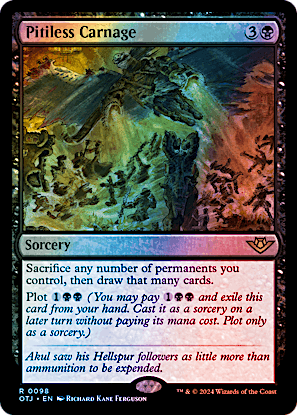 Pitiless Carnage 3
Sorcery
Sacrifice any number of permanents you
control, then draw that many cards.
Plot 1 (You may pay 1 and exile
this card from your hand. Cast it as a sorcery on a
later turn without paying its mana cost. Plot only
as a sorcery.)
Akul saw his Hellspur followers as little more than
ammunition to be expended.
R 0098
OTJ • EN Richard Kane Ferguson
™ & © 2024 Wizards of the Coast